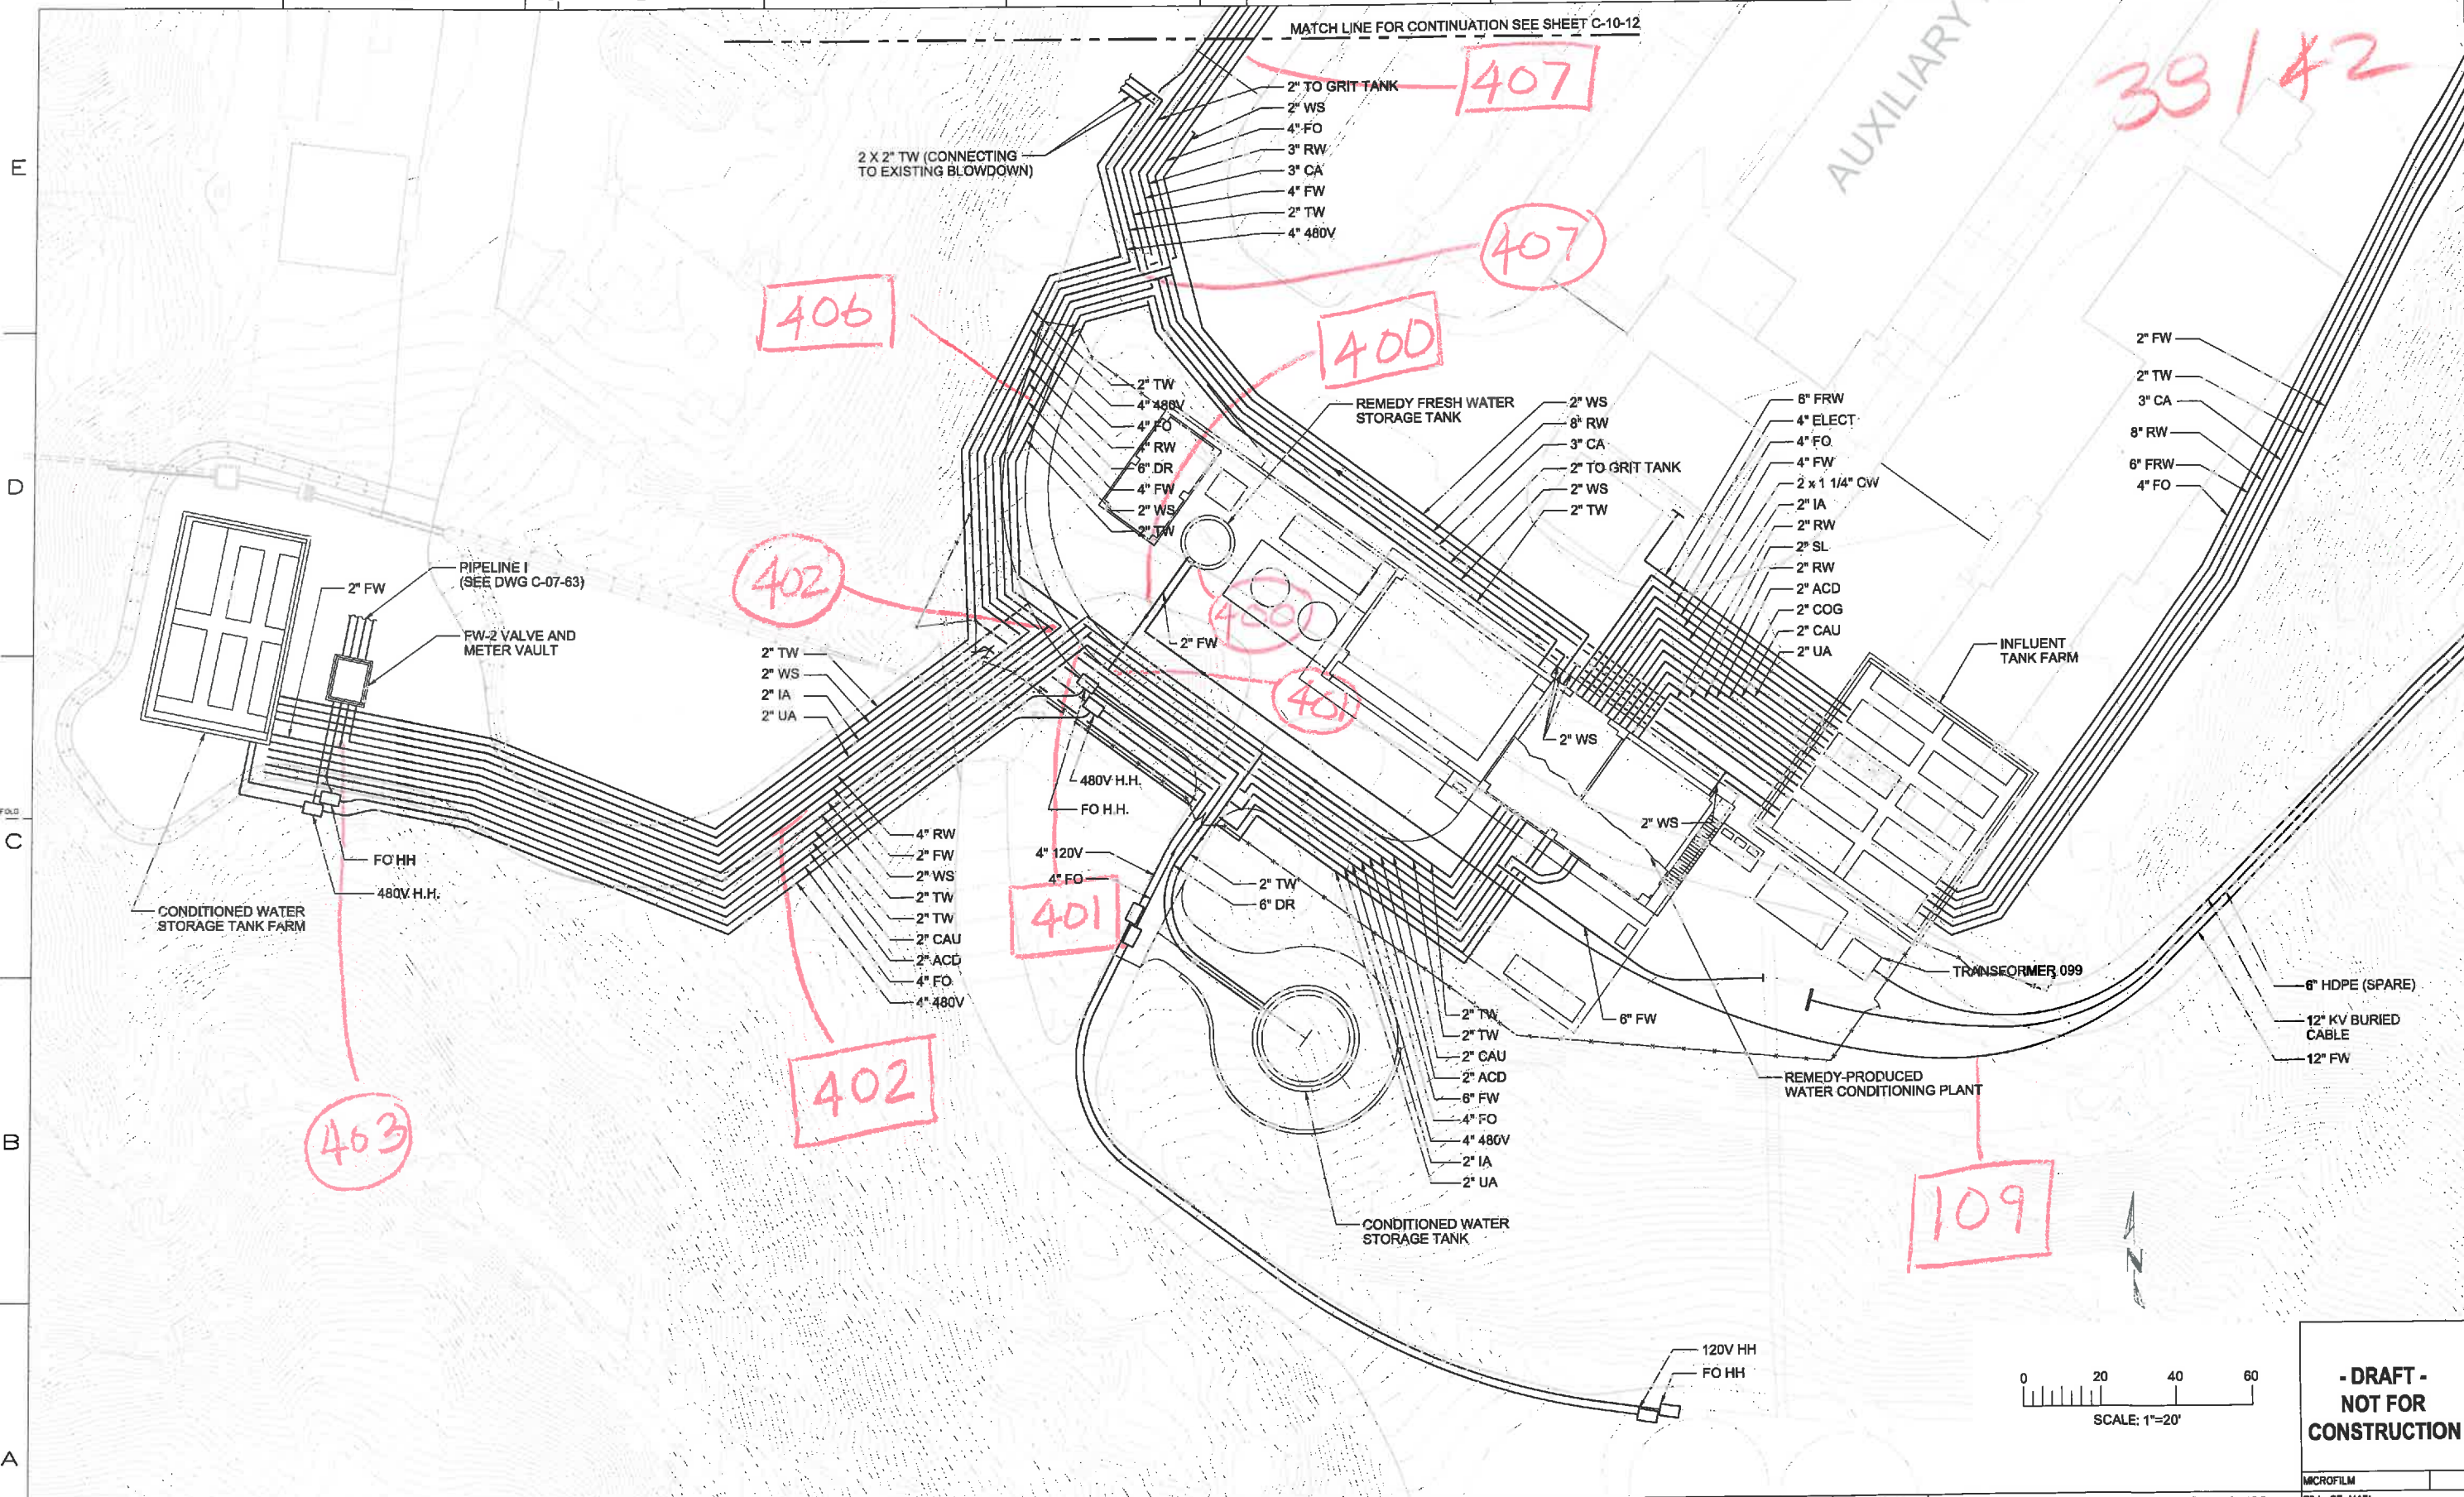 MATCH LINE FOR CONTINUATION SEE SHEET C-10-12
AUXILIARY
407
E
2 X 2" TW (CONNECTING
TO EXISTING BLOWDOWN)
2" TO GRIT TANK
2" WS
4" FO
3" RW
3" CA
4" FW
2" TW
4" 480V
407
406
400
2" TW
4" 480V
4" FO
4" RW
6" DR
4" FW
2" WS
2" TW
REMEDY FRESH WATER
STORAGE TANK
2" WS
8" RW
3" CA
2" TO GRIT TANK
2" WS
2" TW
6" FRW
4" ELECT
4" FO
4" FW
2 x 1 1/4" CW
2" IA
2" RW
2" SL
2" RW
2" ACD
2" COG
2" CAU
2" UA
2" FW
2" TW
3" CA
8" RW
6" FRW
4" FO
D
402
400
401
2" FW
PIPELINE I
(SEE DWG C-07-63)
FW-2 VALVE AND
METER VAULT
2" TW
2" WS
2" IA
2" UA
2" FW
INFLUENT
TANK FARM
2" WS
2" WS
480V H.H.
FO H.H.
FOLD
C
FO HH
480V H.H.
CONDITIONED WATER
STORAGE TANK FARM
4" RW
2" FW
2" WS
2" TW
2" TW
2" CAU
2" ACD
4" FO
4" 480V
4" 120V
4" FO
401
2" TW
6" DR
TRANSFORMER 099
6" HDPE (SPARE)
12" KV BURIED
CABLE
12" FW
6" FW
2" TW
2" TW
2" CAU
2" ACD
6" FW
4" FO
4" 480V
2" IA
2" UA
REMEDY-PRODUCED
WATER CONDITIONING PLANT
402
403
B
109
CONDITIONED WATER
STORAGE TANK
N
120V HH
FO HH
0 20 40 60
SCALE: 1"=20'
- DRAFT -
NOT FOR
CONSTRUCTION
A
MICROFILM